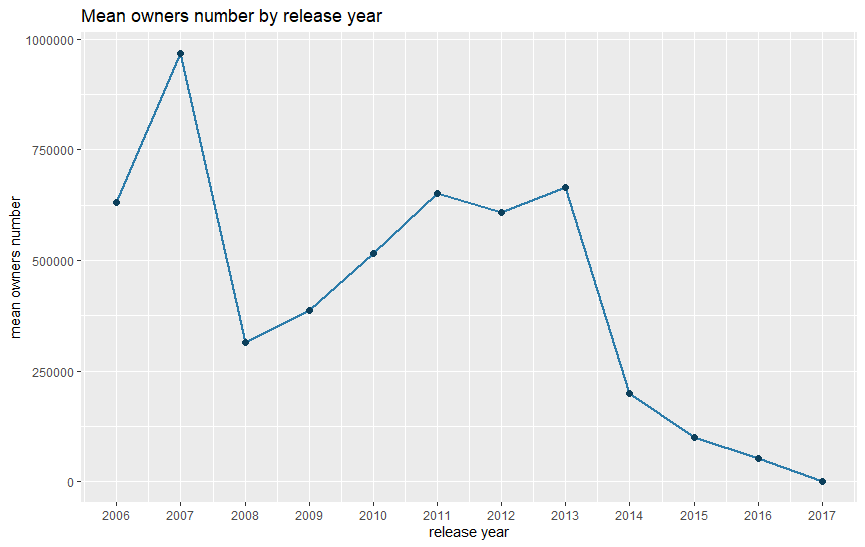 Mean owners number by release year
1000000
750000
500000
250000
0
mean owners number
2006 2007 2008 2009 2010 2011 2012 2013 2014 2015 2016 2017
release year